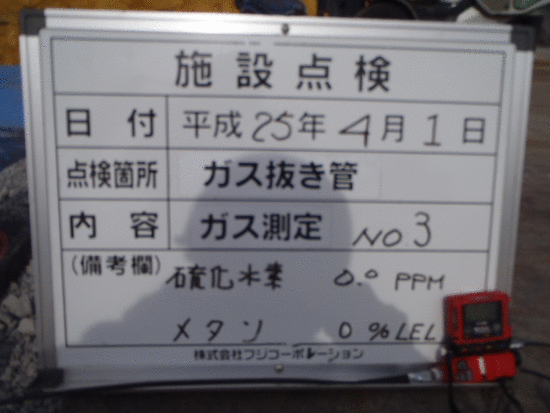 施設点検
日付 平成25年4月1日
点検箇所 ガス抜き管
内容 ガス測定 NO3
(備考欄) 硫化水素 0.0 PPM
メタン 0 %LEL
株式会社フジコーポレーション